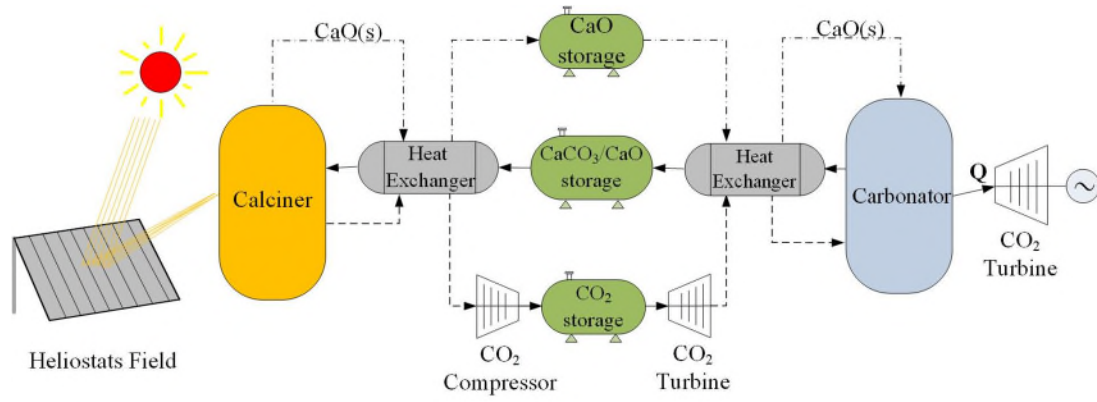 CaO(s)
CaO
storage
CaO(s)
Heat
Exchanger
CaCO₃/CaO
storage
Heat
Exchanger
Calciner
Carbonator
Q
CO₂
Turbine
CO₂
storage
CO₂
Compressor
CO₂
Turbine
Heliostats Field